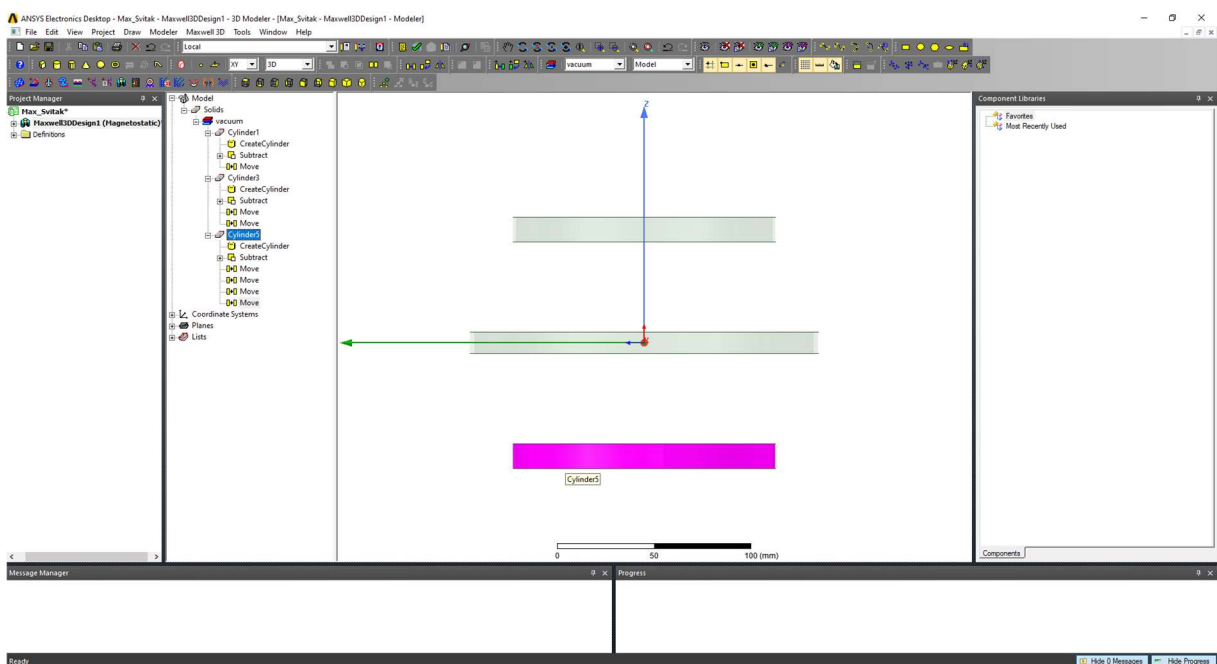 ANSYS Electronics Desktop - Max_Svitak - Maxwell3DDesign1 - 3D Modeler - [Max_Svitak - Maxwell3DDesign1 - Modeler]
File Edit View Project Draw Modeler Maxwell 3D Tools Window Help
Local
XY 3D vacuum Model
Project Manager
Max_Svitak*
Maxwell3DDesign1 (Magnetostatic)*
Definitions
Model
Solids
vacuum
Cylinder1
CreateCylinder
Subtract
Move
Cylinder3
CreateCylinder
Subtract
Move
Move
Cylinder5
CreateCylinder
Subtract
Move
Move
Move
Move
Coordinate Systems
Planes
Lists
Z
Cylinder5
0 50 100 (mm)
Component Libraries
Favorites
Most Recently Used
Components
Message Manager
Progress
Ready
Hide 0 Messages Hide Progress